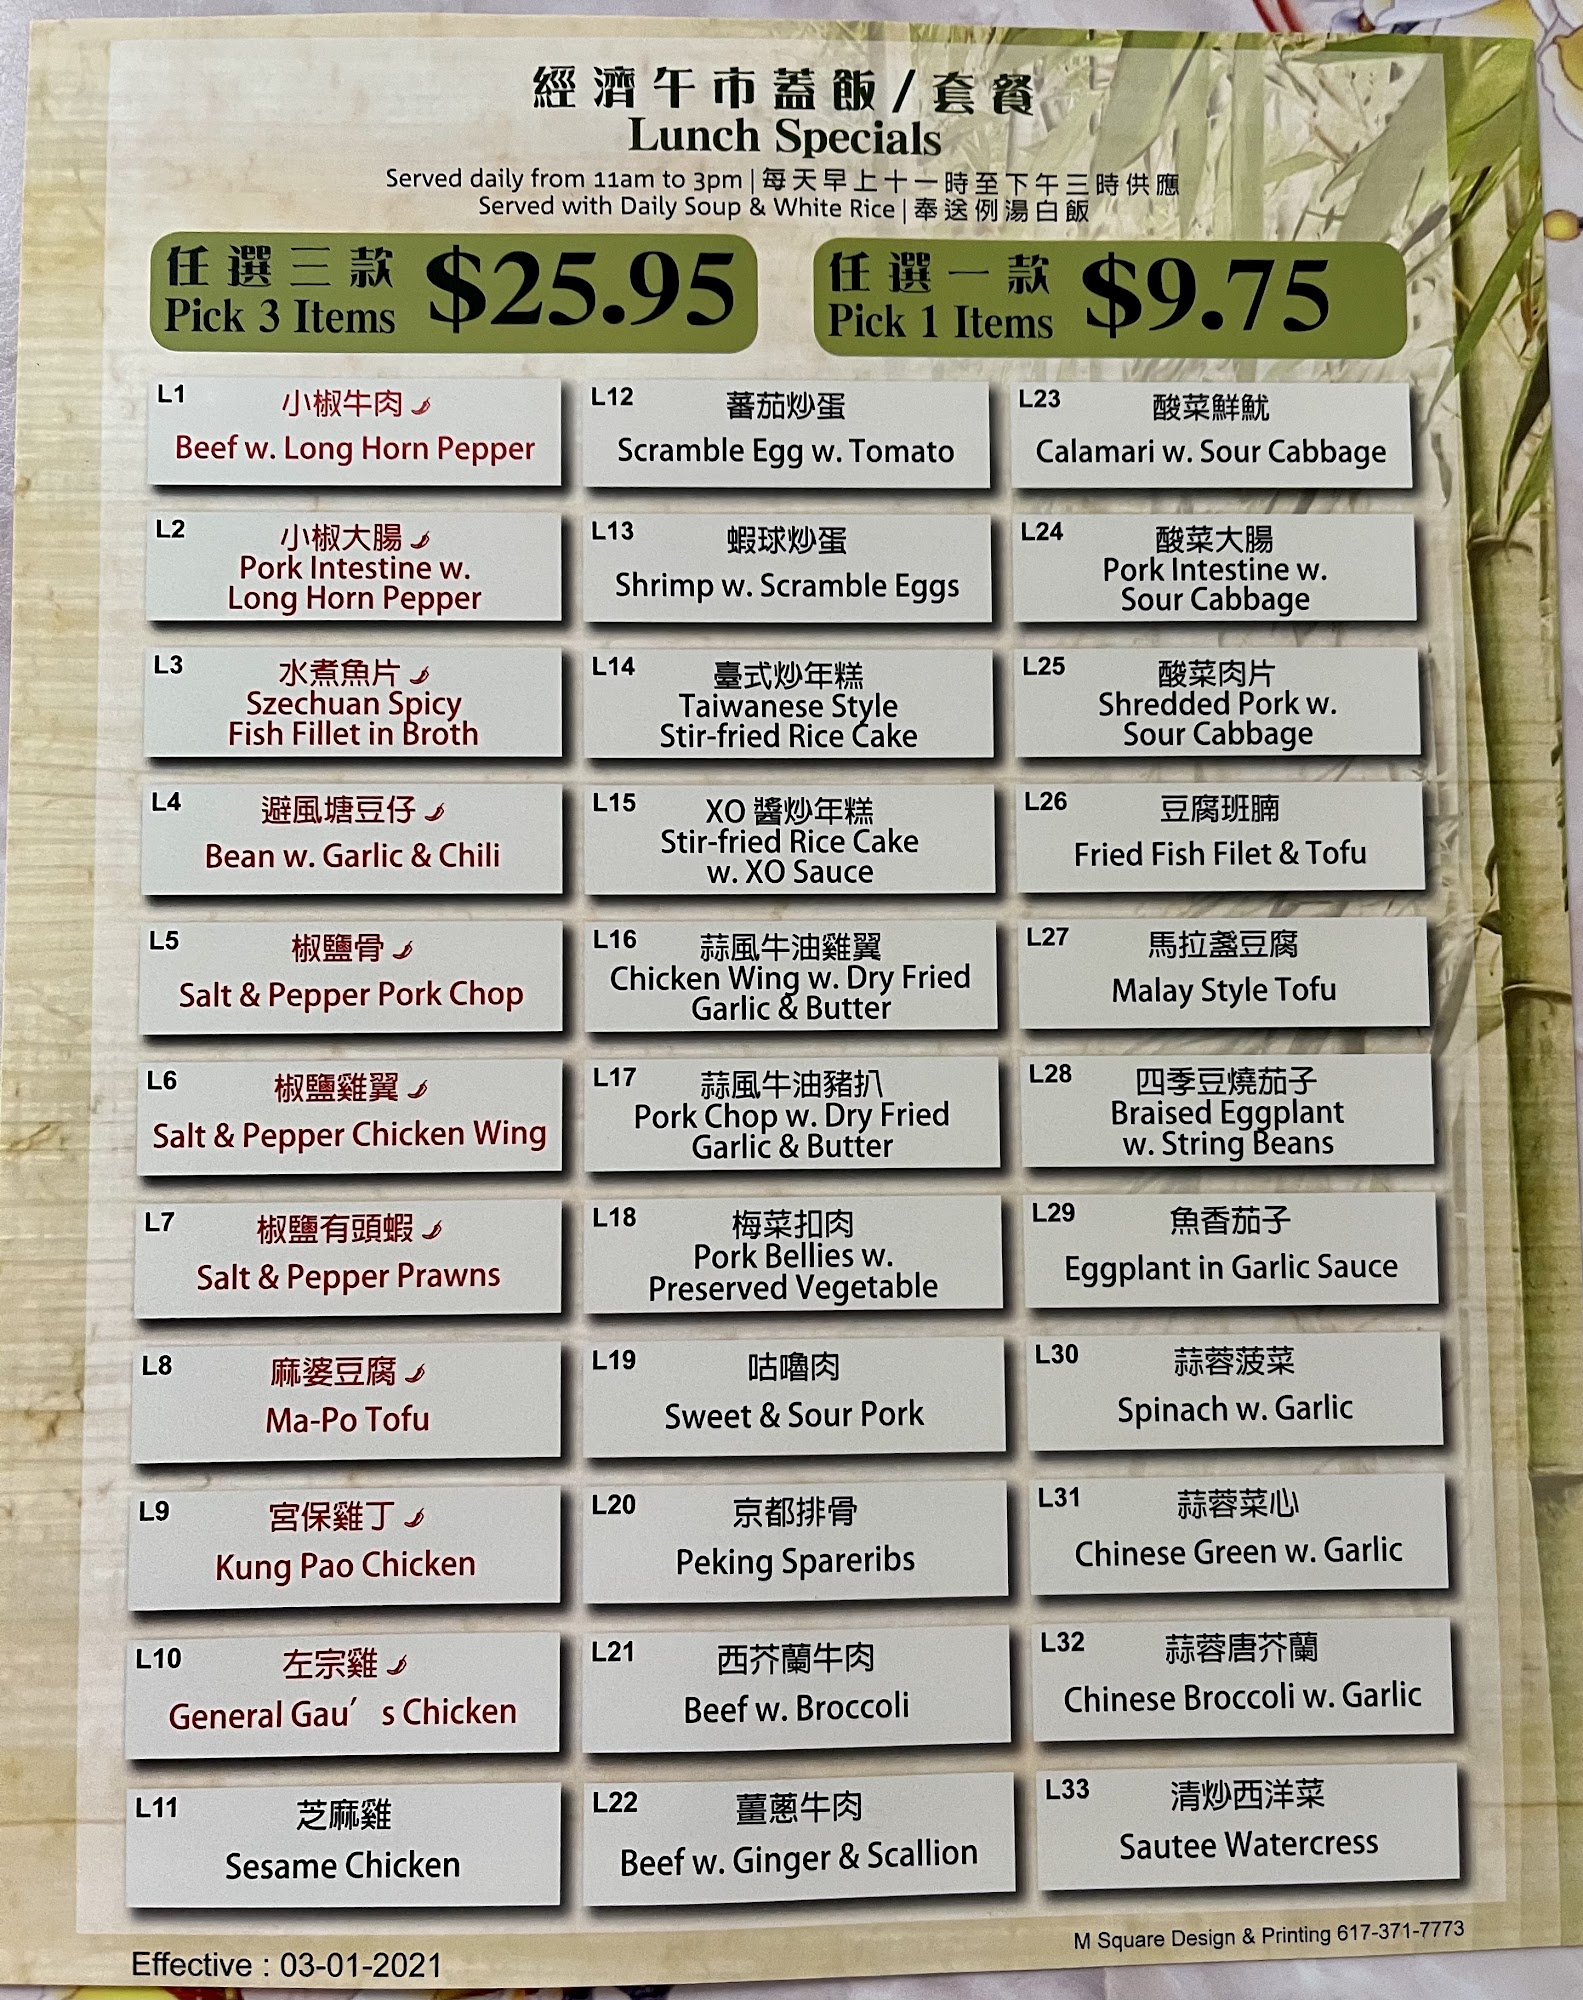 經濟午市蓋飯/套餐
Lunch Specials
Served daily from 11am to 3pm | 每天早上十一時至下午三時供應
Served with Daily Soup & White Rice | 奉送例湯白飯
任選三款
Pick 3 Items
$25.95
任選一款
Pick 1 Items
$9.75
L1
小椒牛肉
Beef w. Long Horn Pepper
L2
小椒大腸
Pork Intestine w.
Long Horn Pepper
L3
水煮魚片
Szechuan Spicy
Fish Fillet in Broth
L4
避風塘豆仔
Bean w. Garlic & Chili
L5
椒鹽骨
Salt & Pepper Pork Chop
L6
椒鹽雞翼
Salt & Pepper Chicken Wing
L7
椒鹽有頭蝦
Salt & Pepper Prawns
L8
麻婆豆腐
Ma-Po Tofu
L9
宮保雞丁
Kung Pao Chicken
L10
左宗雞
General Gau′s Chicken
L11
芝麻雞
Sesame Chicken
L12
蕃茄炒蛋
Scramble Egg w. Tomato
L13
蝦球炒蛋
Shrimp w. Scramble Eggs
L14
臺式炒年糕
Taiwanese Style
Stir-fried Rice Cake
L15
XO 醬炒年糕
Stir-fried Rice Cake
w. XO Sauce
L16
蒜風牛油雞翼
Chicken Wing w. Dry Fried
Garlic & Butter
L17
蒜風牛油豬扒
Pork Chop w. Dry Fried
Garlic & Butter
L18
梅菜扣肉
Pork Bellies w.
Preserved Vegetable
L19
咕嚕肉
Sweet & Sour Pork
L20
京都排骨
Peking Spareribs
L21
西芥蘭牛肉
Beef w. Broccoli
L22
薑蔥牛肉
Beef w. Ginger & Scallion
L23
酸菜鮮魷
Calamari w. Sour Cabbage
L24
酸菜大腸
Pork Intestine w.
Sour Cabbage
L25
酸菜肉片
Shredded Pork w.
Sour Cabbage
L26
豆腐班腩
Fried Fish Filet & Tofu
L27
馬拉盞豆腐
Malay Style Tofu
L28
四季豆燒茄子
Braised Eggplant
w. String Beans
L29
魚香茄子
Eggplant in Garlic Sauce
L30
蒜蓉菠菜
Spinach w. Garlic
L31
蒜蓉菜心
Chinese Green w. Garlic
L32
蒜蓉唐芥蘭
Chinese Broccoli w. Garlic
L33
清炒西洋菜
Sautee Watercress
Effective : 03-01-2021
M Square Design & Printing 617-371-7773